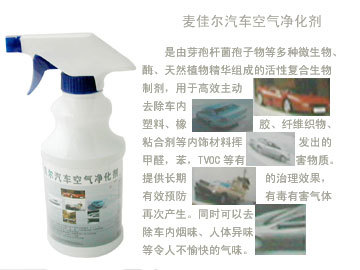 麦佳尔汽车空气净化剂
是由芽孢杆菌孢子物等多种微生物、
酶、天然植物精华组成的活性复合生物
制剂，用于高效主动
去除车内
塑料、橡 胶、纤维织物、
粘合剂等内饰材料挥 发出的
甲醛，苯，TVOC 等有 害物质。
提供长期 的治理效果，
有效预防 有毒有害气体
再次产生。同时可以去
除车内烟味、人体异味
等令人不愉快的气味。
佳尔汽车空气净化剂